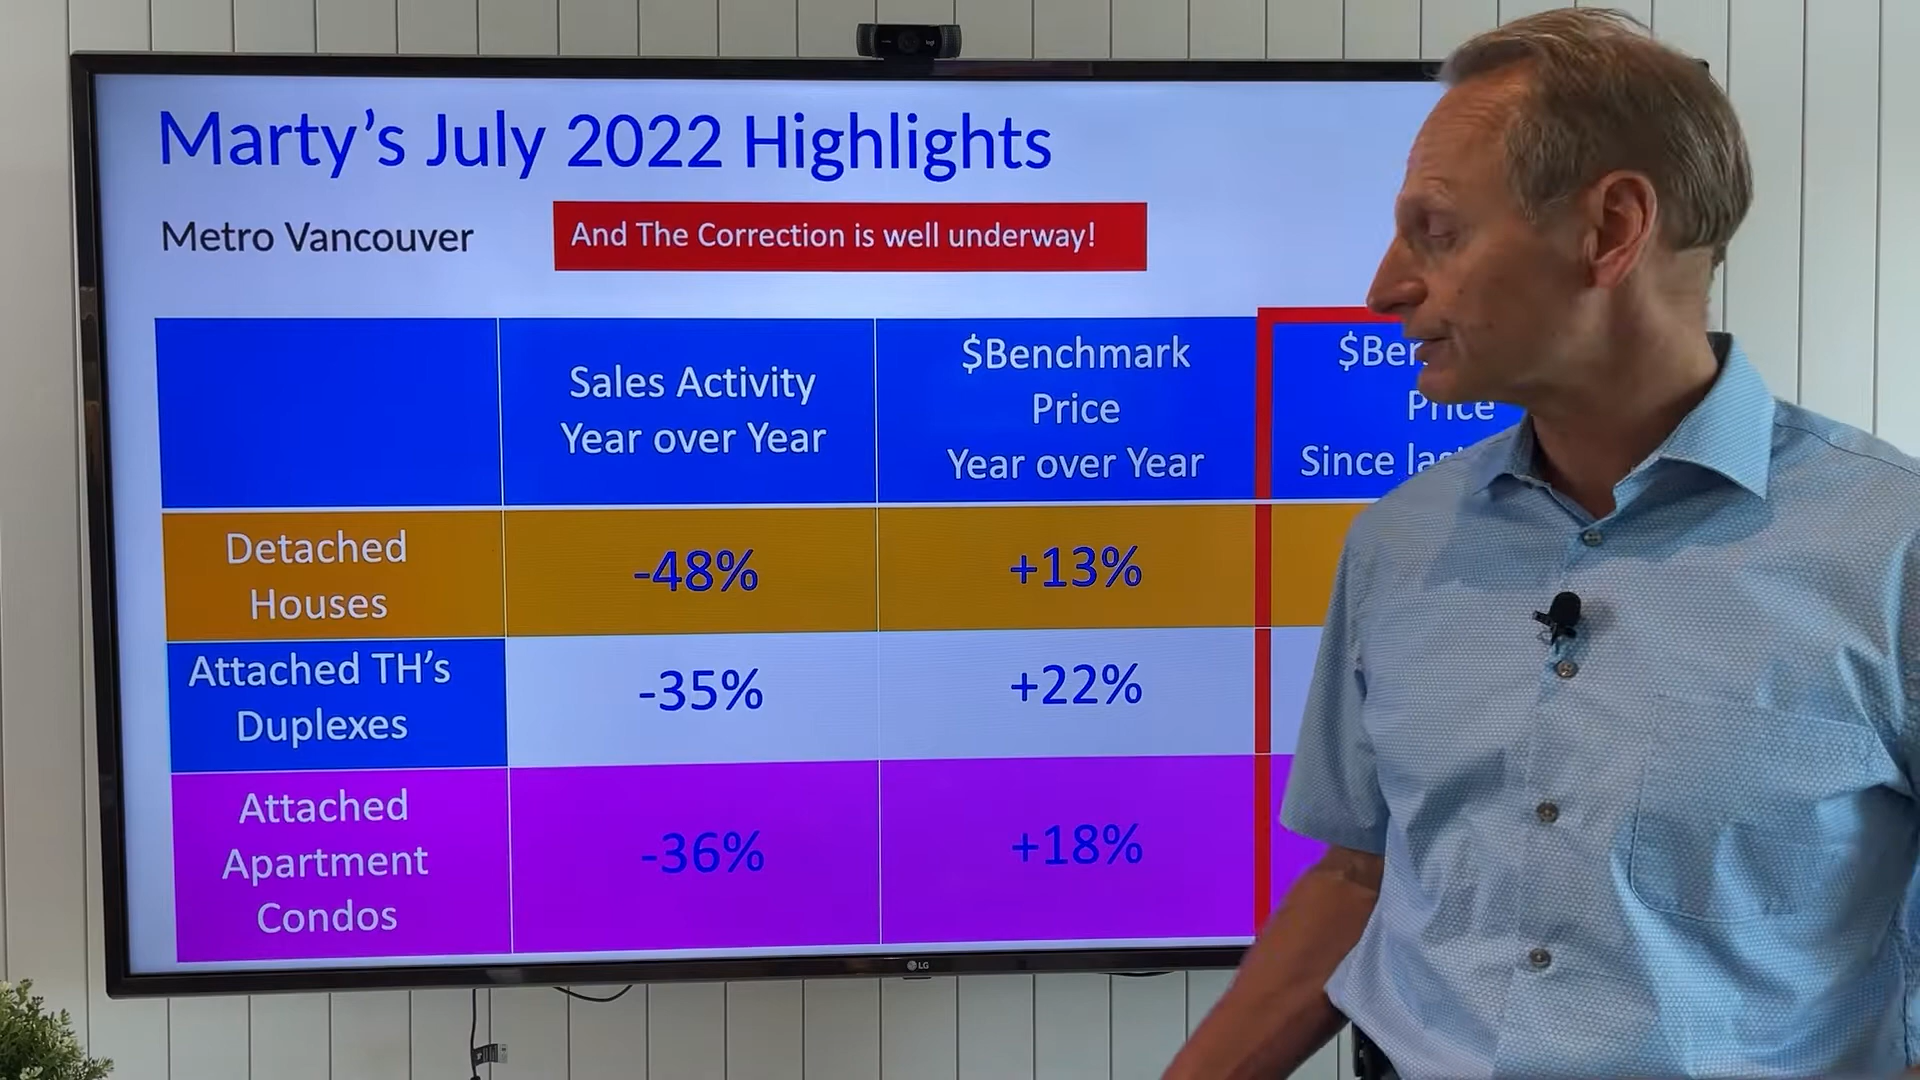 Marty's July 2022 Highlights
Metro Vancouver
And The Correction is well underway!
Sales Activity
Year over Year
$Benchmark
Price
Year over Year
Price
Since
Detached
Houses
-48%
+13%
Attached TH's
Duplexes
-35%
+22%
Attached
Apartment
Condos
-36%
+18%
LG